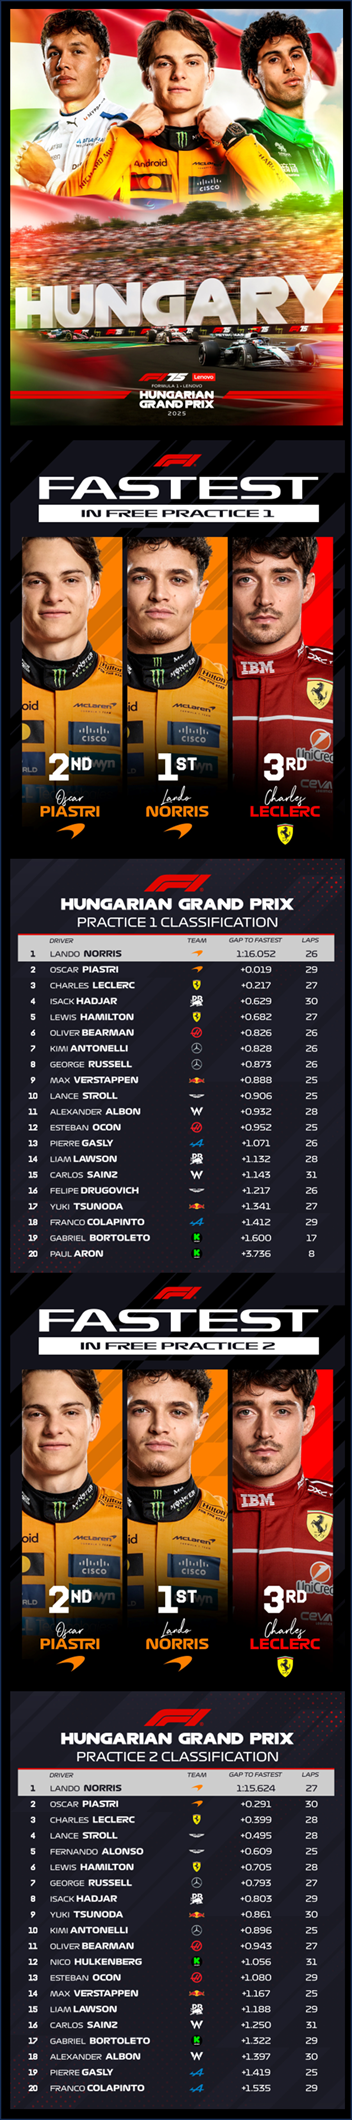 Android
McLaren
CISCO
HUNGARY
F1 75 Lenovo
FORMULA 1 LENOVO
HUNGARIAN
GRAND PRIX
2025
F1
FASTEST
IN FREE PRACTICE 1
IBM
McLaren
CISCO
UniCredit
2ND
1ST
3RD
Oscar
PIASTRI
Lando
NORRIS
Charles
LECLERC
F1
HUNGARIAN GRAND PRIX
PRACTICE 1 CLASSIFICATION
DRIVER TEAM GAP TO FASTEST LAPS
1 LANDO NORRIS 1:16.052 26
2 OSCAR PIASTRI +0.019 29
3 CHARLES LECLERC +0.217 27
4 ISACK HADJAR +0.629 30
5 LEWIS HAMILTON +0.682 27
6 OLIVER BEARMAN +0.826 26
7 KIMI ANTONELLI +0.828 26
8 GEORGE RUSSELL +0.873 26
9 MAX VERSTAPPEN +0.888 25
10 LANCE STROLL +0.906 25
11 ALEXANDER ALBON +0.932 28
12 ESTEBAN OCON +0.952 25
13 PIERRE GASLY +1.071 26
14 LIAM LAWSON +1.132 28
15 CARLOS SAINZ +1.143 31
16 FELIPE DRUGOVICH +1.217 26
17 YUKI TSUNODA +1.341 27
18 FRANCO COLAPINTO +1.412 29
19 GABRIEL BORTOLETO +1.600 17
20 PAUL ARON +3.736 8
F1
FASTEST
IN FREE PRACTICE 2
IBM
McLaren
CISCO
2ND
1ST
3RD
Oscar
PIASTRI
Lando
NORRIS
Charles
LECLERC
F1
HUNGARIAN GRAND PRIX
PRACTICE 2 CLASSIFICATION
DRIVER TEAM GAP TO FASTEST LAPS
1 LANDO NORRIS 1:15.624 27
2 OSCAR PIASTRI +0.291 30
3 CHARLES LECLERC +0.399 28
4 LANCE STROLL +0.495 28
5 FERNANDO ALONSO +0.609 25
6 LEWIS HAMILTON +0.705 28
7 GEORGE RUSSELL +0.793 27
8 ISACK HADJAR +0.803 29
9 YUKI TSUNODA +0.861 30
10 KIMI ANTONELLI +0.896 25
11 OLIVER BEARMAN +0.943 27
12 NICO HULKENBERG +1.056 31
13 ESTEBAN OCON +1.080 29
14 MAX VERSTAPPEN +1.167 25
15 LIAM LAWSON +1.188 29
16 CARLOS SAINZ +1.250 31
17 GABRIEL BORTOLETO +1.322 29
18 ALEXANDER ALBON +1.397 30
19 PIERRE GASLY +1.419 25
20 FRANCO COLAPINTO +1.535 29